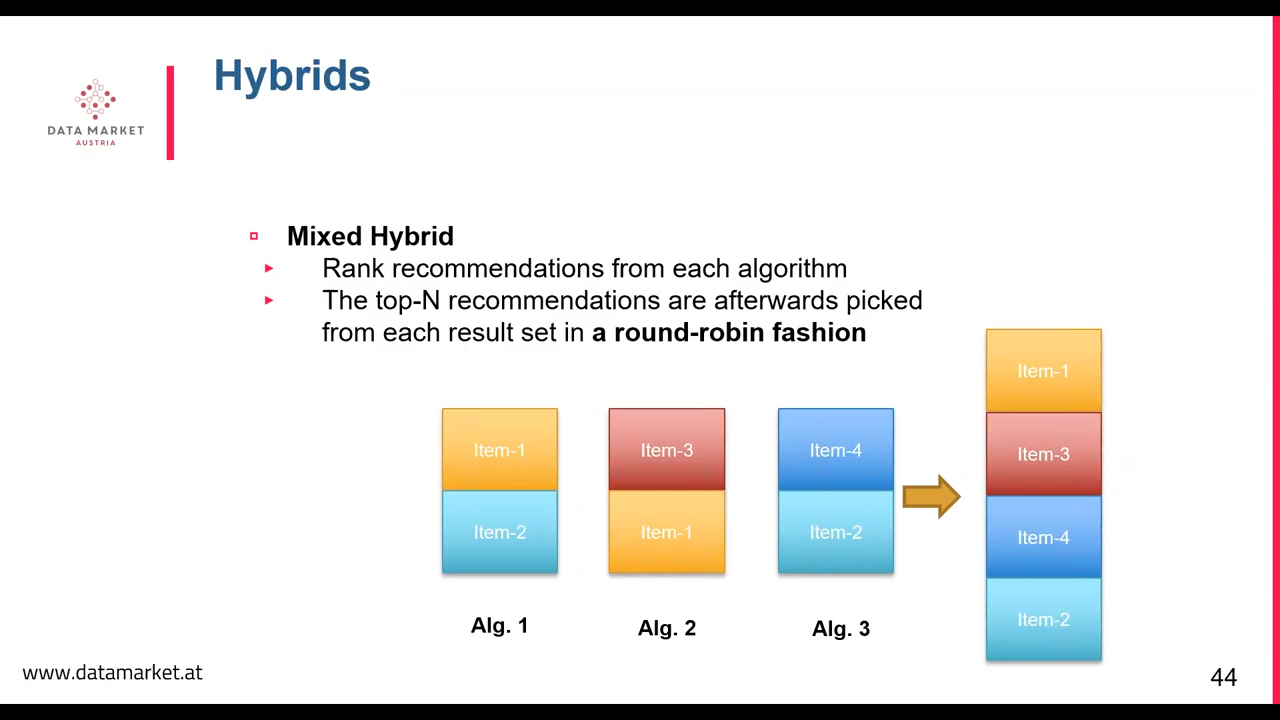 Hybrids
DATA MARKET
AUSTRIA
Mixed Hybrid
Rank recommendations from each algorithm
The top-N recommendations are afterwards picked
from each result set in a round-robin fashion
Item-1
Item-2
Alg. 1
Item-3
Item-1
Alg. 2
Item-4
Item-2
Alg. 3
Item-1
Item-3
Item-4
Item-2
www.datamarket.at
44